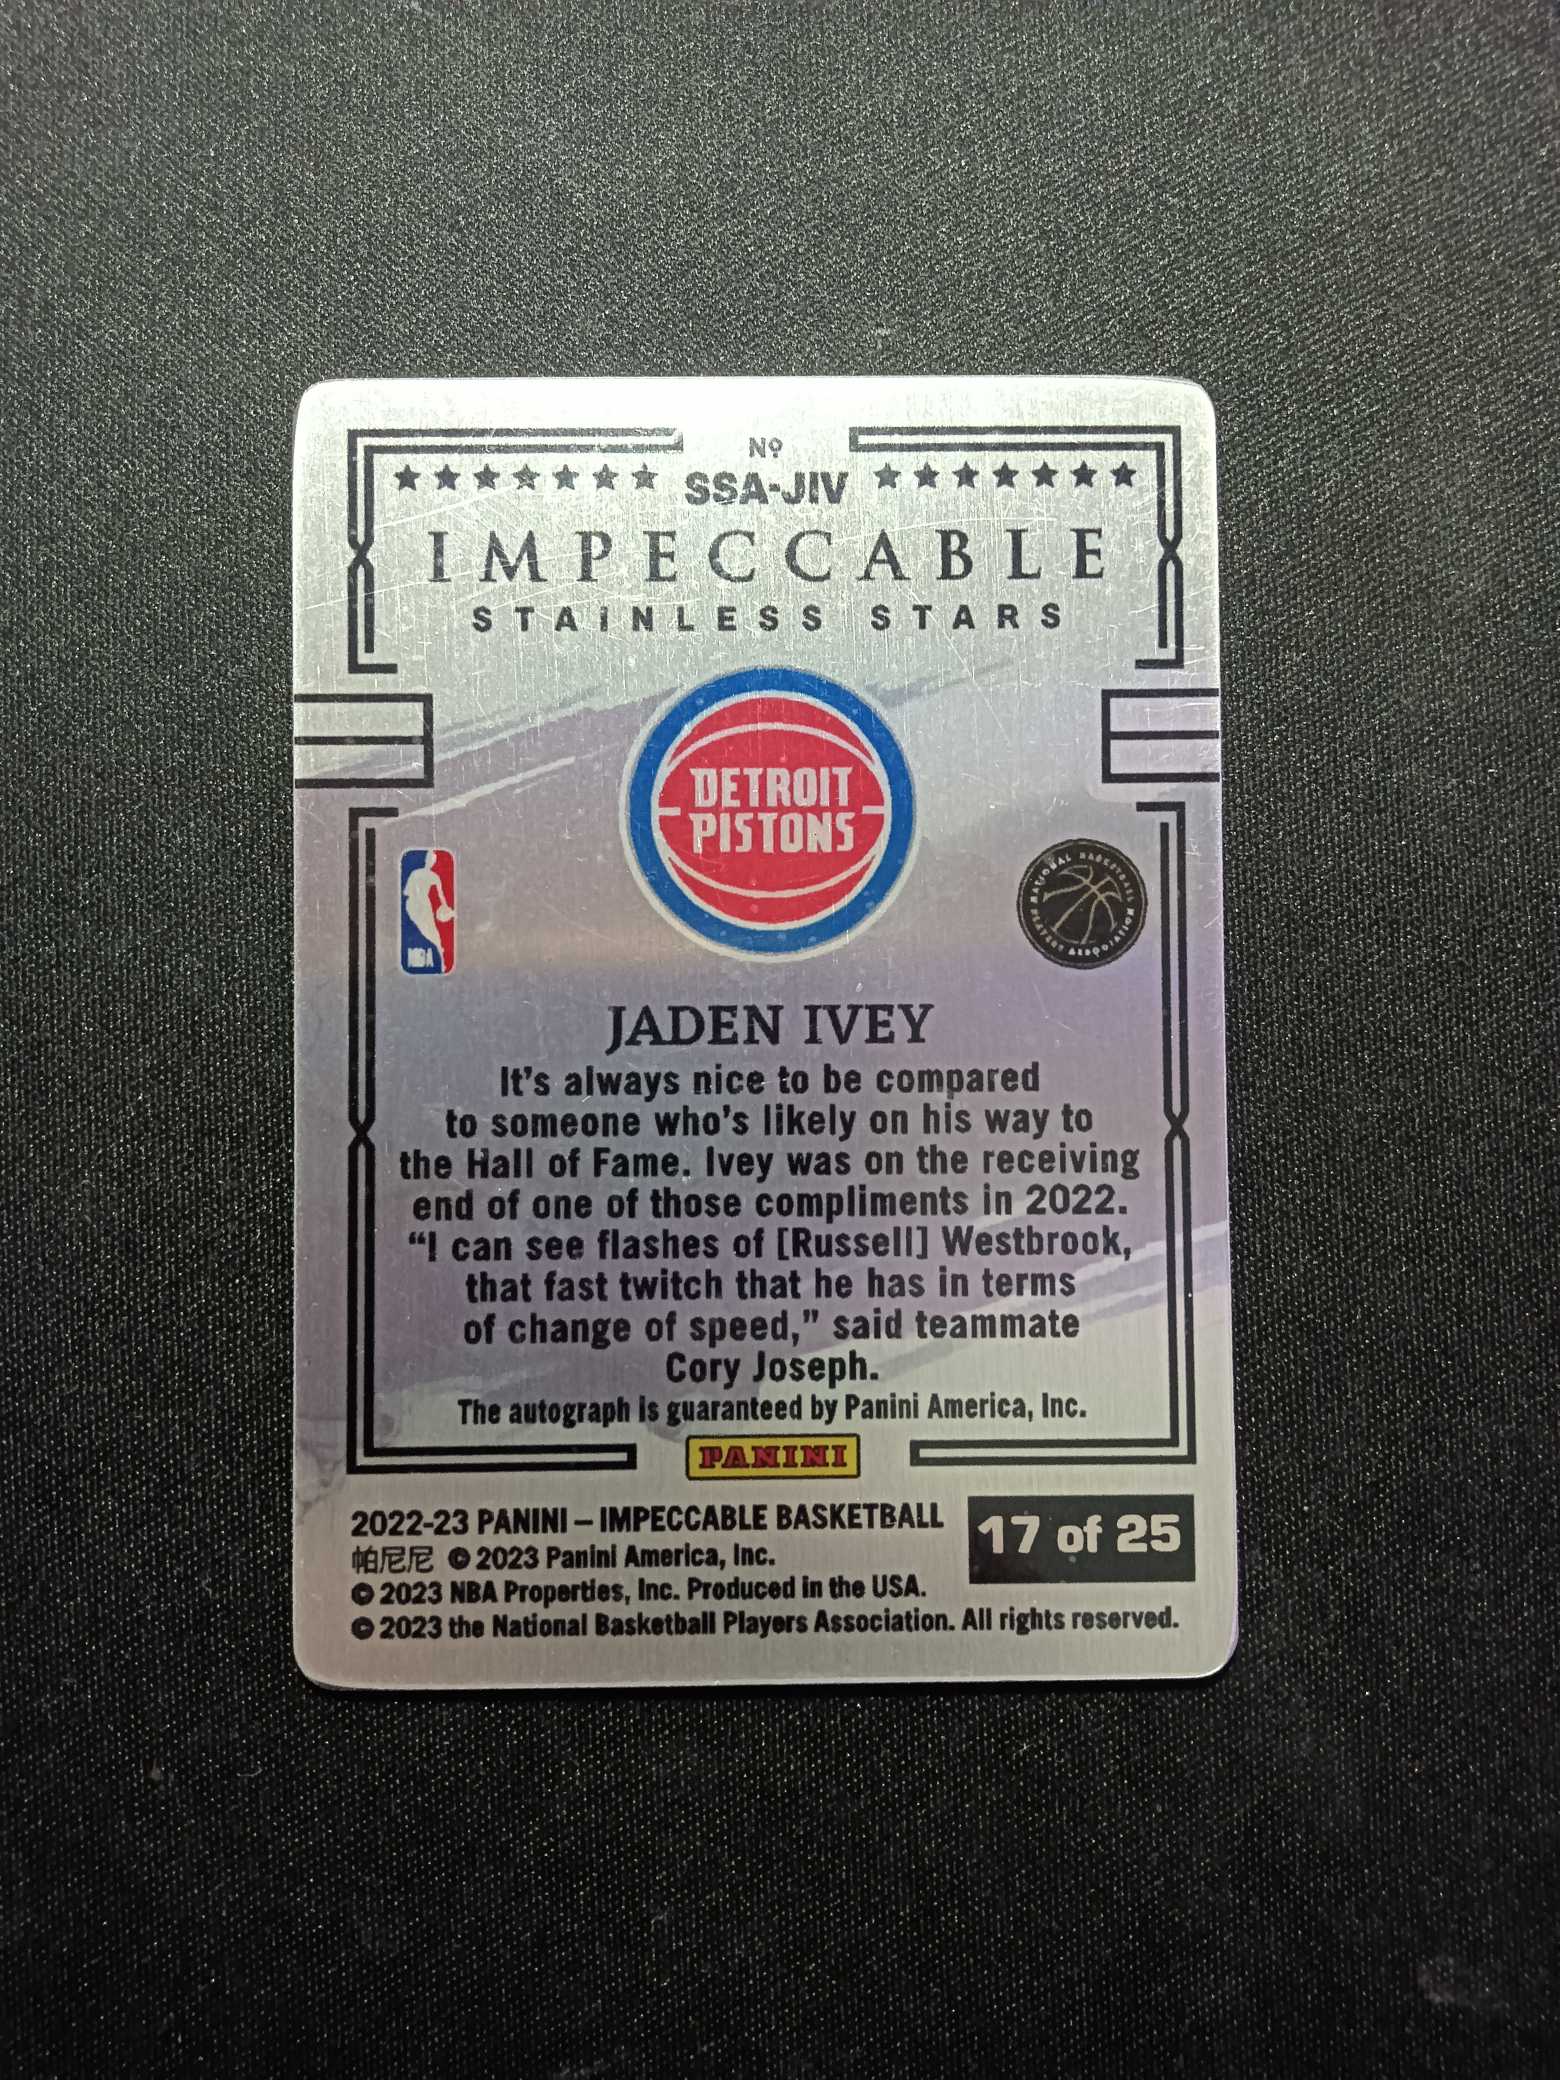 Nº
SSA-JIV
IMPECCABLE
STAiNLESS STARS
DETROIT
PISTONS
NBA
NATIONAL BASKETBALL PLAYERS ASSOCIATION
JADEN IVEY
It's always nice to be compared
to someone who's likely on his way to
the Hall of Fame. Ivey was on the receiving
end of one of those compliments in 2022.
“I can see flashes of [Russell] Westbrook,
that fast twitch that he has in terms
of change of speed,” said teammate
Cory Joseph.
The autograph is guaranteed by Panini America, Inc.
PANINI
2022-23 PANINI – IMPECCABLE BASKETBALL
17 of 25
帕尼尼 © 2023 Panini America, Inc.
© 2023 NBA Properties, Inc. Produced in the USA.
© 2023 the National Basketball Players Association. All rights reserved.